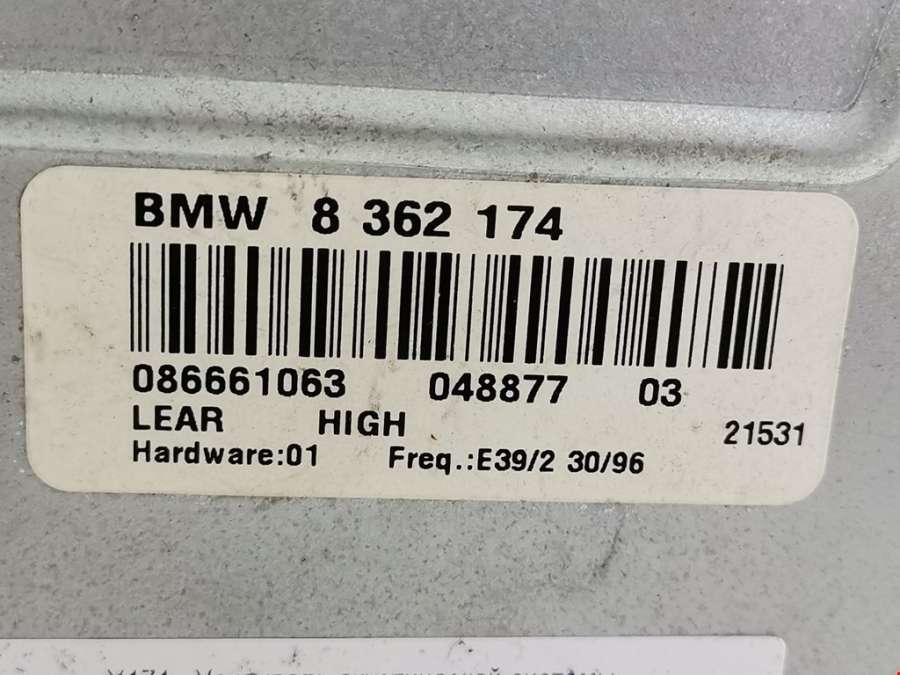 BMW 8 362 174
086661063 048877 03
LEAR HIGH 21531
Hardware:01 Freq.:E39/2 30/96